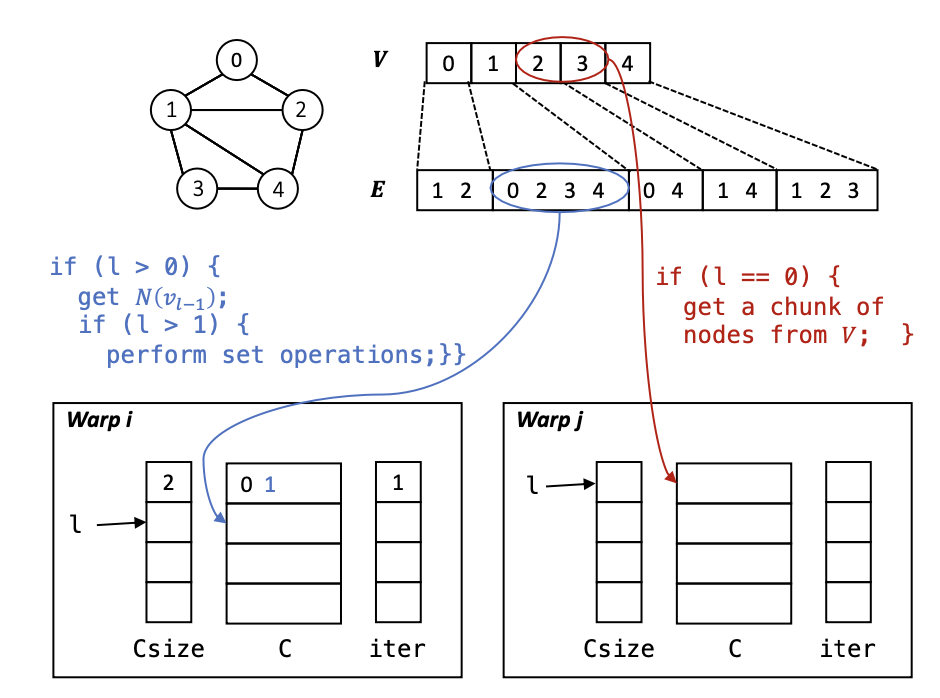 0
1 2
3 4
V 0 1 2 3 4
E 1 2 0 2 3 4 0 4 1 4 1 2 3
if (l > 0) {
get N(v_{l−1});
if (l > 1) {
perform set operations;}}
if (l == 0) {
get a chunk of
nodes from V; }
Warp i
2 0 1 1
l
Csize C iter
Warp j
l
Csize C iter